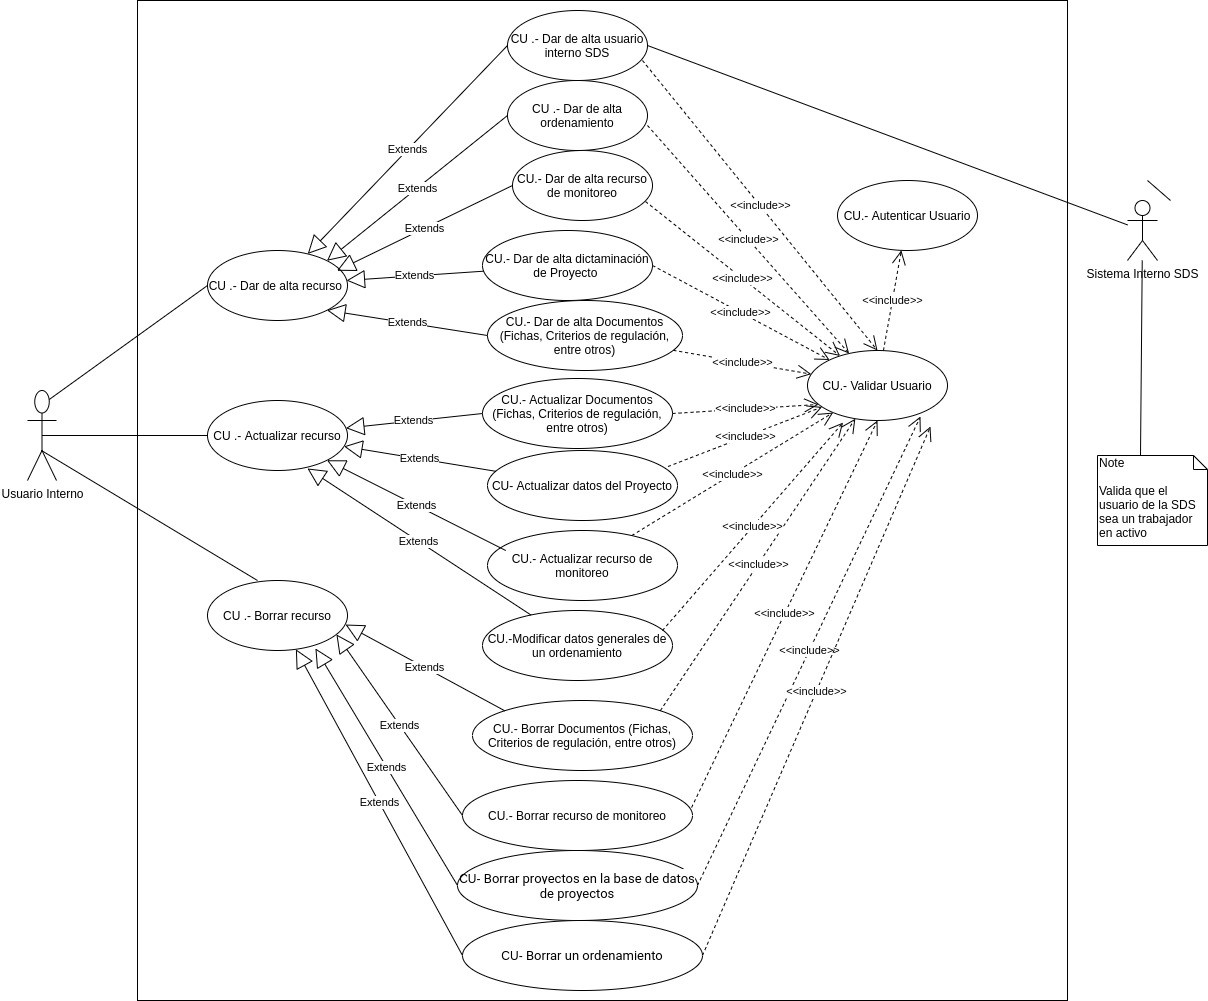 CU .- Dar de alta usuario
interno SDS
CU .- Dar de alta
ordenamiento
Extends
CU.- Dar de alta recurso
de monitoreo
Extends
<<include>>
CU.- Autenticar Usuario
Extends
<<include>>
CU.- Dar de alta dictaminación
de Proyecto
Sistema Interno SDS
Extends
<<include>>
CU .- Dar de alta recurso
<<include>>
<<include>>
CU.- Dar de alta Documentos
(Fichas, Criterios de regulación,
entre otros)
Extends
<<include>>
CU.- Validar Usuario
CU.- Actualizar Documentos
(Fichas, Criterios de regulación,
entre otros)
<<include>>
Extends
CU .- Actualizar recurso
<<include>>
Extends
Note
Valida que el
usuario de la SDS
sea un trabajador
en activo
<<include>>
CU- Actualizar datos del Proyecto
Usuario Interno
Extends
<<include>>
Extends
CU.- Actualizar recurso de
monitoreo
<<include>>
CU .- Borrar recurso
<<include>>
CU.-Modificar datos generales de
un ordenamiento
<<include>>
Extends
<<include>>
Extends
CU.- Borrar Documentos (Fichas,
Criterios de regulación, entre otros)
Extends
Extends
CU.- Borrar recurso de monitoreo
CU- Borrar proyectos en la base de datos
de proyectos
CU- Borrar un ordenamiento